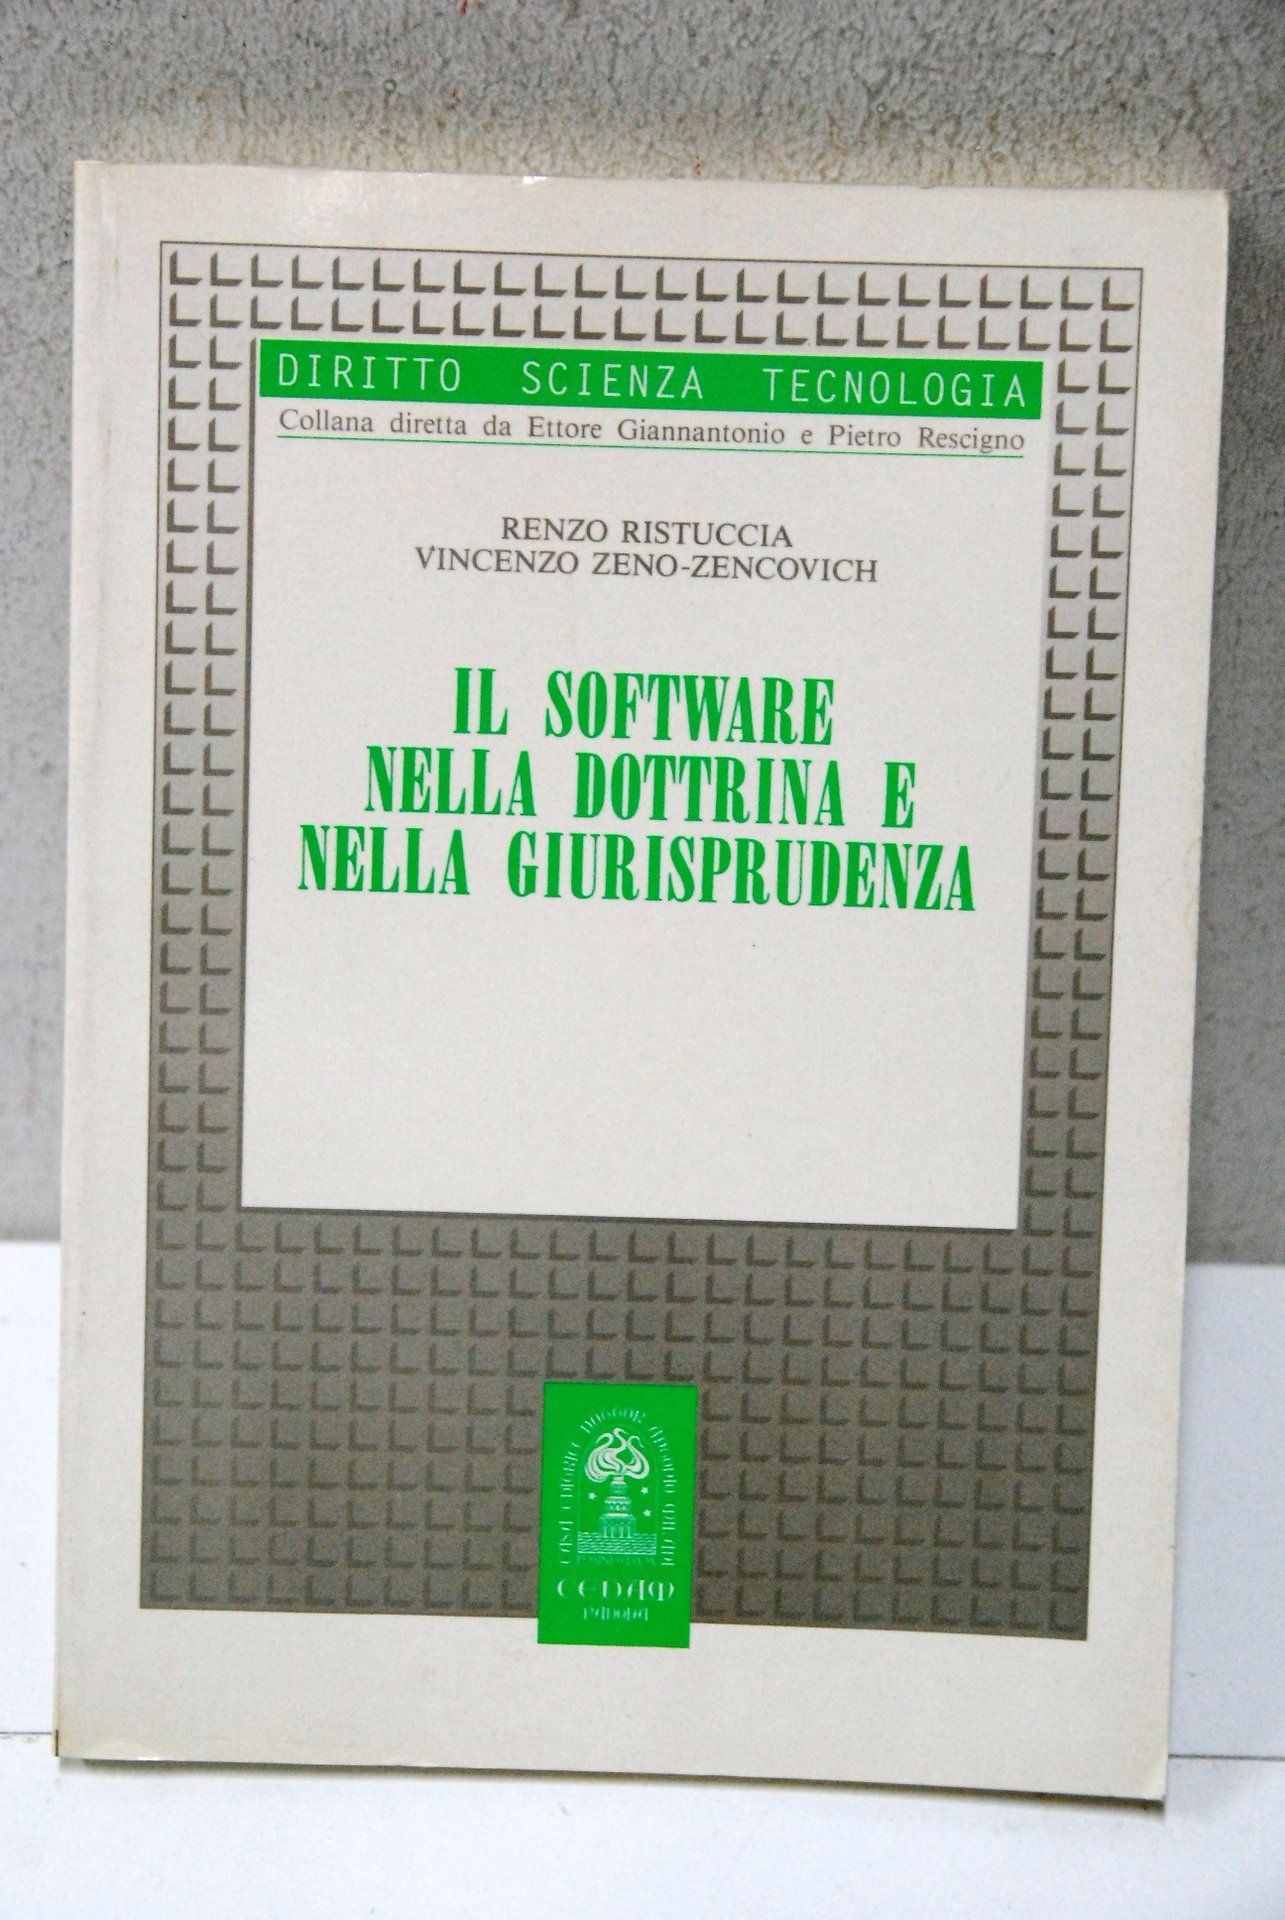 DIRITTO SCIENZA TECNOLOGIA
Collana diretta da Ettore Giannantonio e Pietro Rescigno
RENZO RISTUCCIA
VINCENZO ZENO-ZENCOVICH
IL SOFTWARE
NELLA DOTTRINA E
NELLA GIURISPRUDENZA
CEDAM
PADOVA